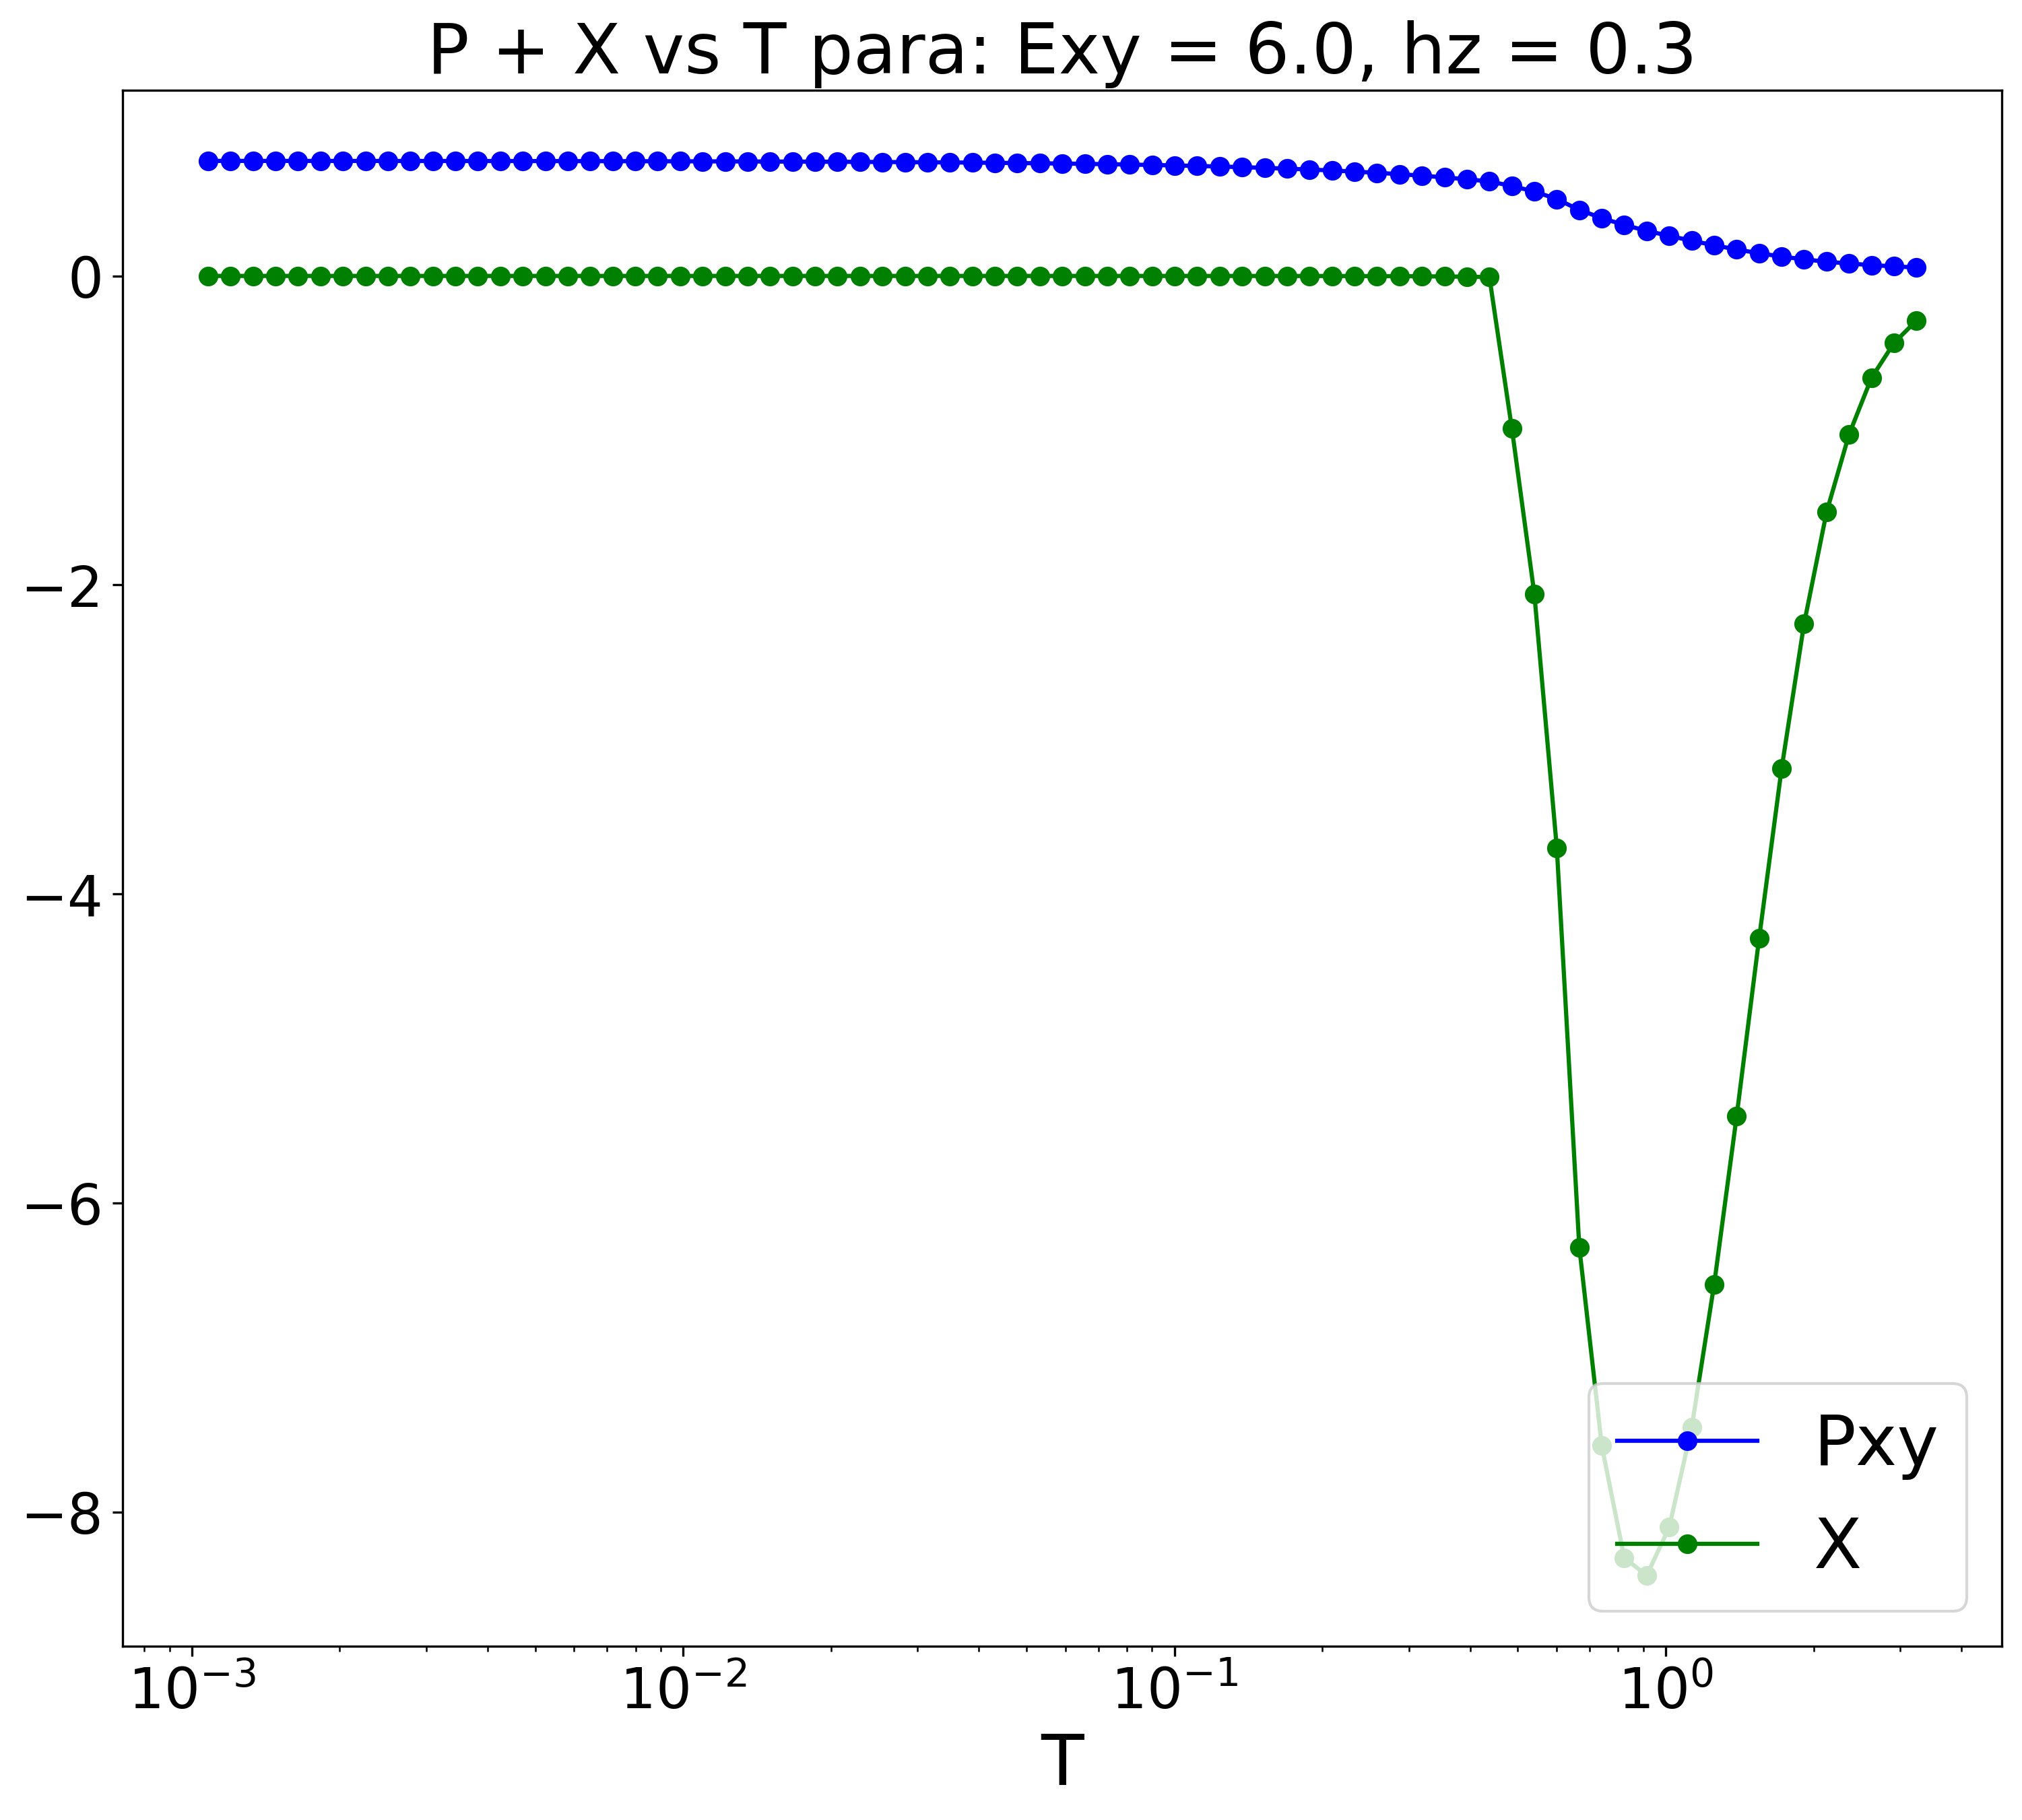 P + X vs T para: Exy = 6.0, hz = 0.3
0
−2
−4
−6
−8
Pxy
X
10⁻³ 10⁻² 10⁻¹ 10⁰
T